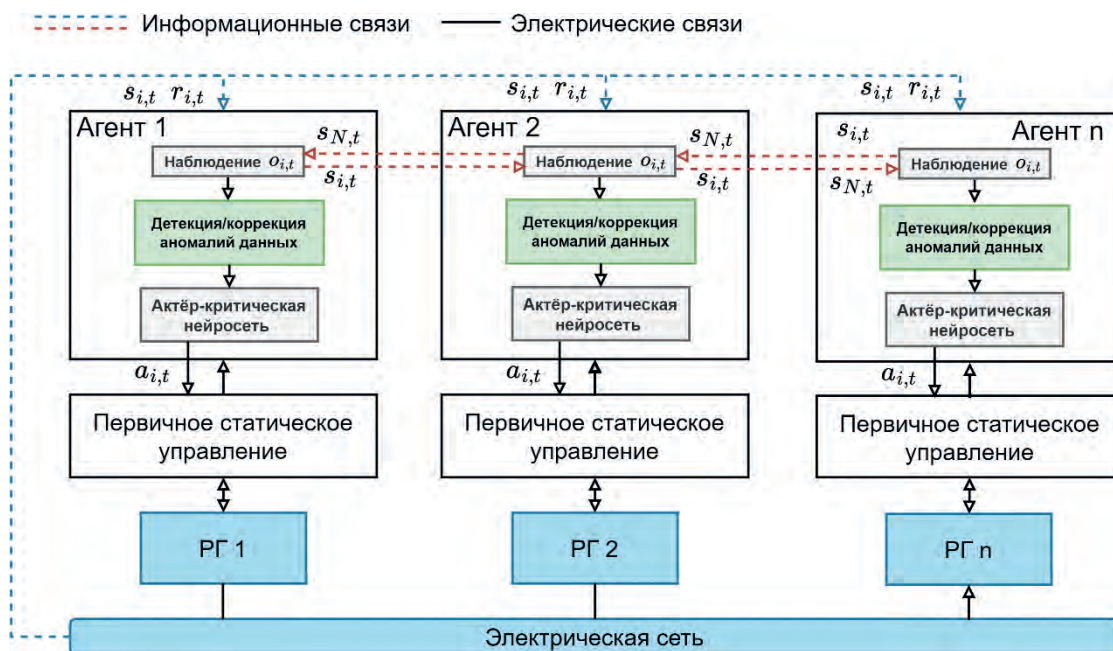 Информационные связи
Электрические связи
s_{i,t} r_{i,t}
s_{i,t} r_{i,t}
s_{i,t} r_{i,t}
Агент 1
Агент 2
Агент n
s_{N,t}
s_{N,t}
s_{i,t}
Наблюдение o_{i,t}
Наблюдение o_{i,t}
Наблюдение o_{i,t}
s_{i,t}
s_{i,t}
s_{N,t}
Детекция/коррекция
аномалий данных
Детекция/коррекция
аномалий данных
Детекция/коррекция
аномалий данных
Актёр-критическая
нейросеть
Актёр-критическая
нейросеть
Актёр-критическая
нейросеть
a_{i,t}
a_{i,t}
a_{i,t}
Первичное статическое
управление
Первичное статическое
управление
Первичное статическое
управление
РГ 1
РГ 2
РГ n
Электрическая сеть